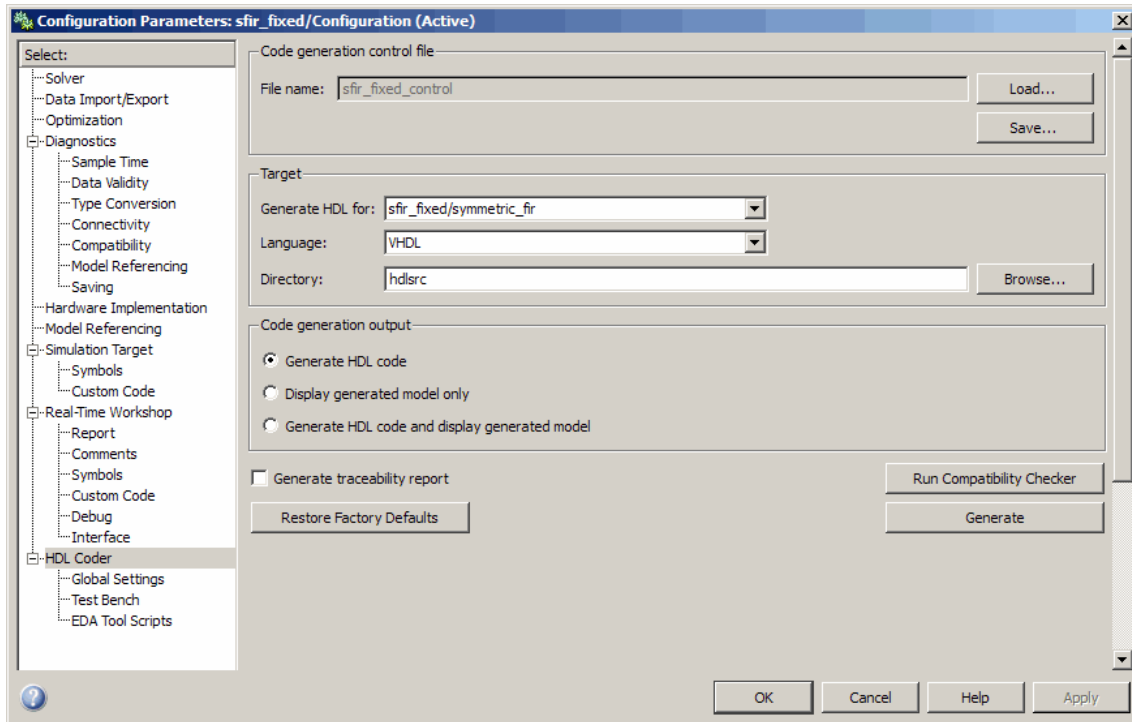 Configuration Parameters: sfir_fixed/Configuration (Active)
Select:
Solver
Data Import/Export
Optimization
Diagnostics
Sample Time
Data Validity
Type Conversion
Connectivity
Compatibility
Model Referencing
Saving
Hardware Implementation
Model Referencing
Simulation Target
Symbols
Custom Code
Real-Time Workshop
Report
Comments
Symbols
Custom Code
Debug
Interface
HDL Coder
Global Settings
Test Bench
EDA Tool Scripts
Code generation control file
File name: sfir_fixed_control Load...
Save...
Target
Generate HDL for: sfir_fixed/symmetric_fir
Language: VHDL
Directory: hdlsrc Browse...
Code generation output
Generate HDL code
Display generated model only
Generate HDL code and display generated model
Generate traceability report Run Compatibility Checker
Restore Factory Defaults Generate
OK Cancel Help Apply